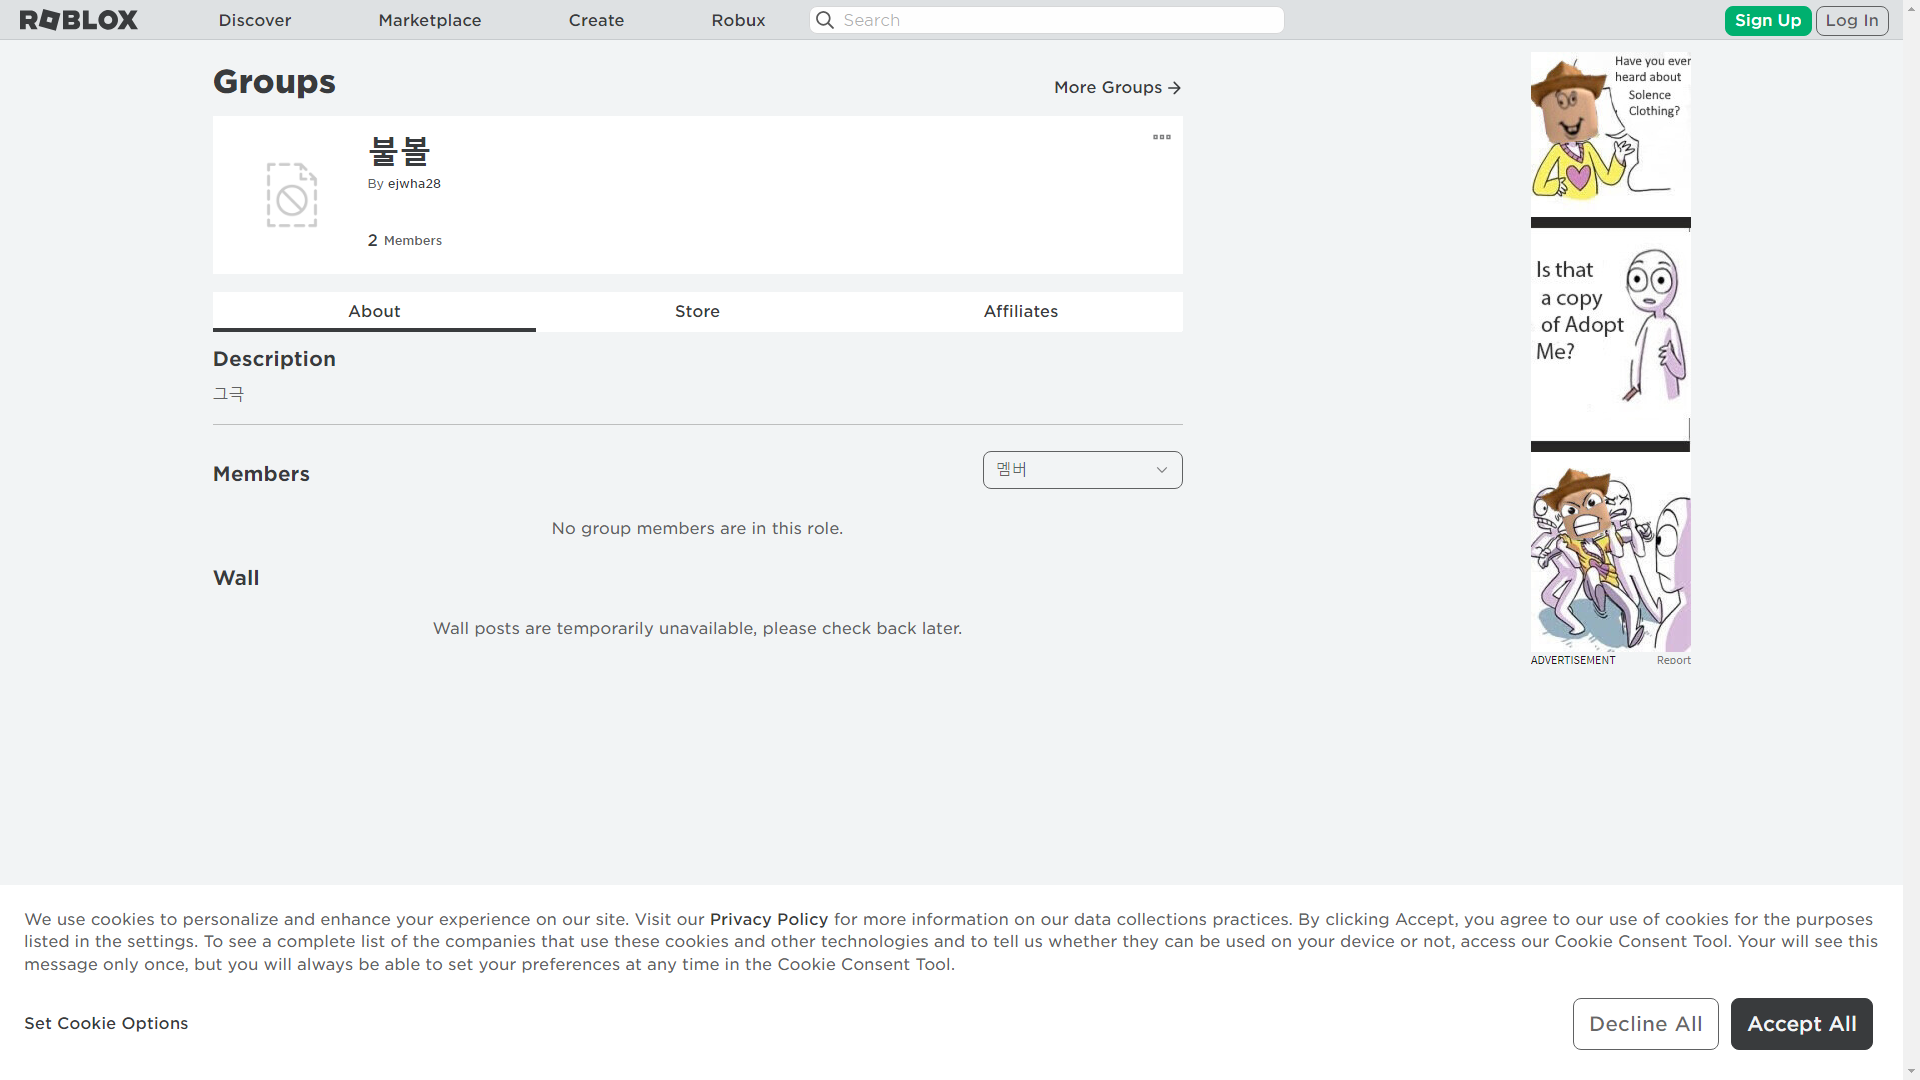 ROBLOX
Discover
Marketplace
Create
Robux
Search
Sign Up
Log In
Groups
More Groups
불볼
By ejwha28
2 Members
About
Store
Affiliates
Description
그극
Members
멤버
No group members are in this role.
Wall
Wall posts are temporarily unavailable, please check back later.
Have you ever
heard about
Solence
Clothing?
Is that
a copy
of Adopt
Me?
ADVERTISEMENT
Report
We use cookies to personalize and enhance your experience on our site. Visit our Privacy Policy for more information on our data collections practices. By clicking Accept, you agree to our use of cookies for the purposes
listed in the settings. To see a complete list of the companies that use these cookies and other technologies and to tell us whether they can be used on your device or not, access our Cookie Consent Tool. Your will see this
message only once, but you will always be able to set your preferences at any time in the Cookie Consent Tool.
Set Cookie Options
Decline All
Accept All